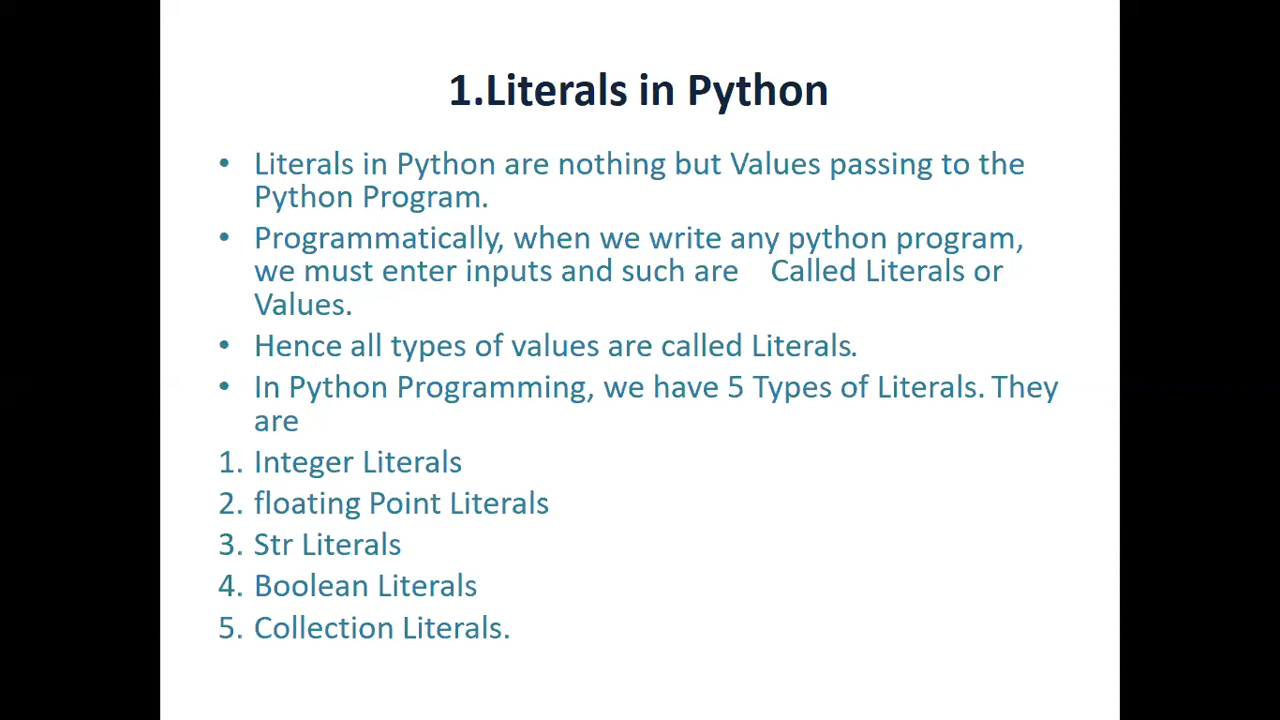 1.Literals in Python
• Literals in Python are nothing but Values passing to the
Python Program.
• Programmatically, when we write any python program,
we must enter inputs and such are    Called Literals or
Values.
• Hence all types of values are called Literals.
• In Python Programming, we have 5 Types of Literals. They
are
1. Integer Literals
2. floating Point Literals
3. Str Literals
4. Boolean Literals
5. Collection Literals.